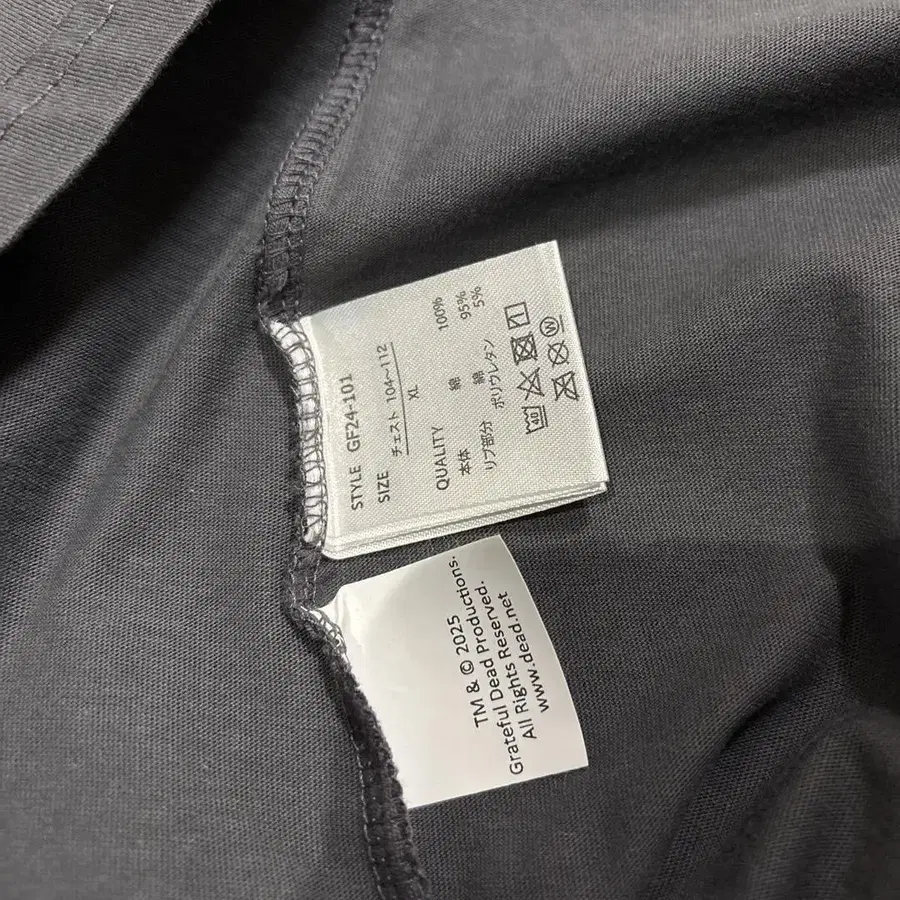 STYLE GF24-101
SIZE チェスト 104～112
XL
QUALITY
本体 綿 100%
リブ部分 綿 95%
ポリウレタン 5%
40
W
TM & © 2025
Grateful Dead Productions.
All Rights Reserved.
www.dead.net